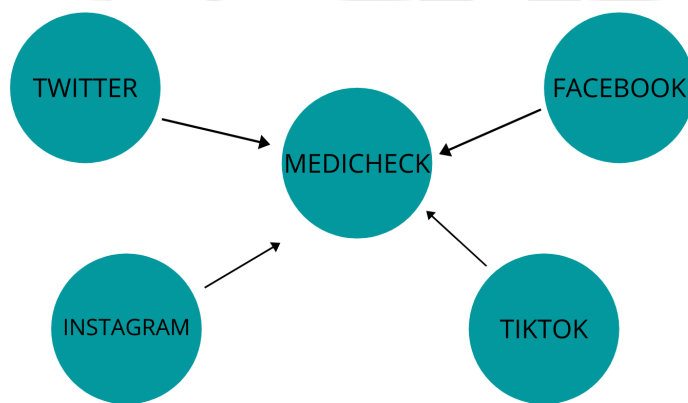 TWITTER
FACEBOOK
MEDICHECK
INSTAGRAM
TIKTOK